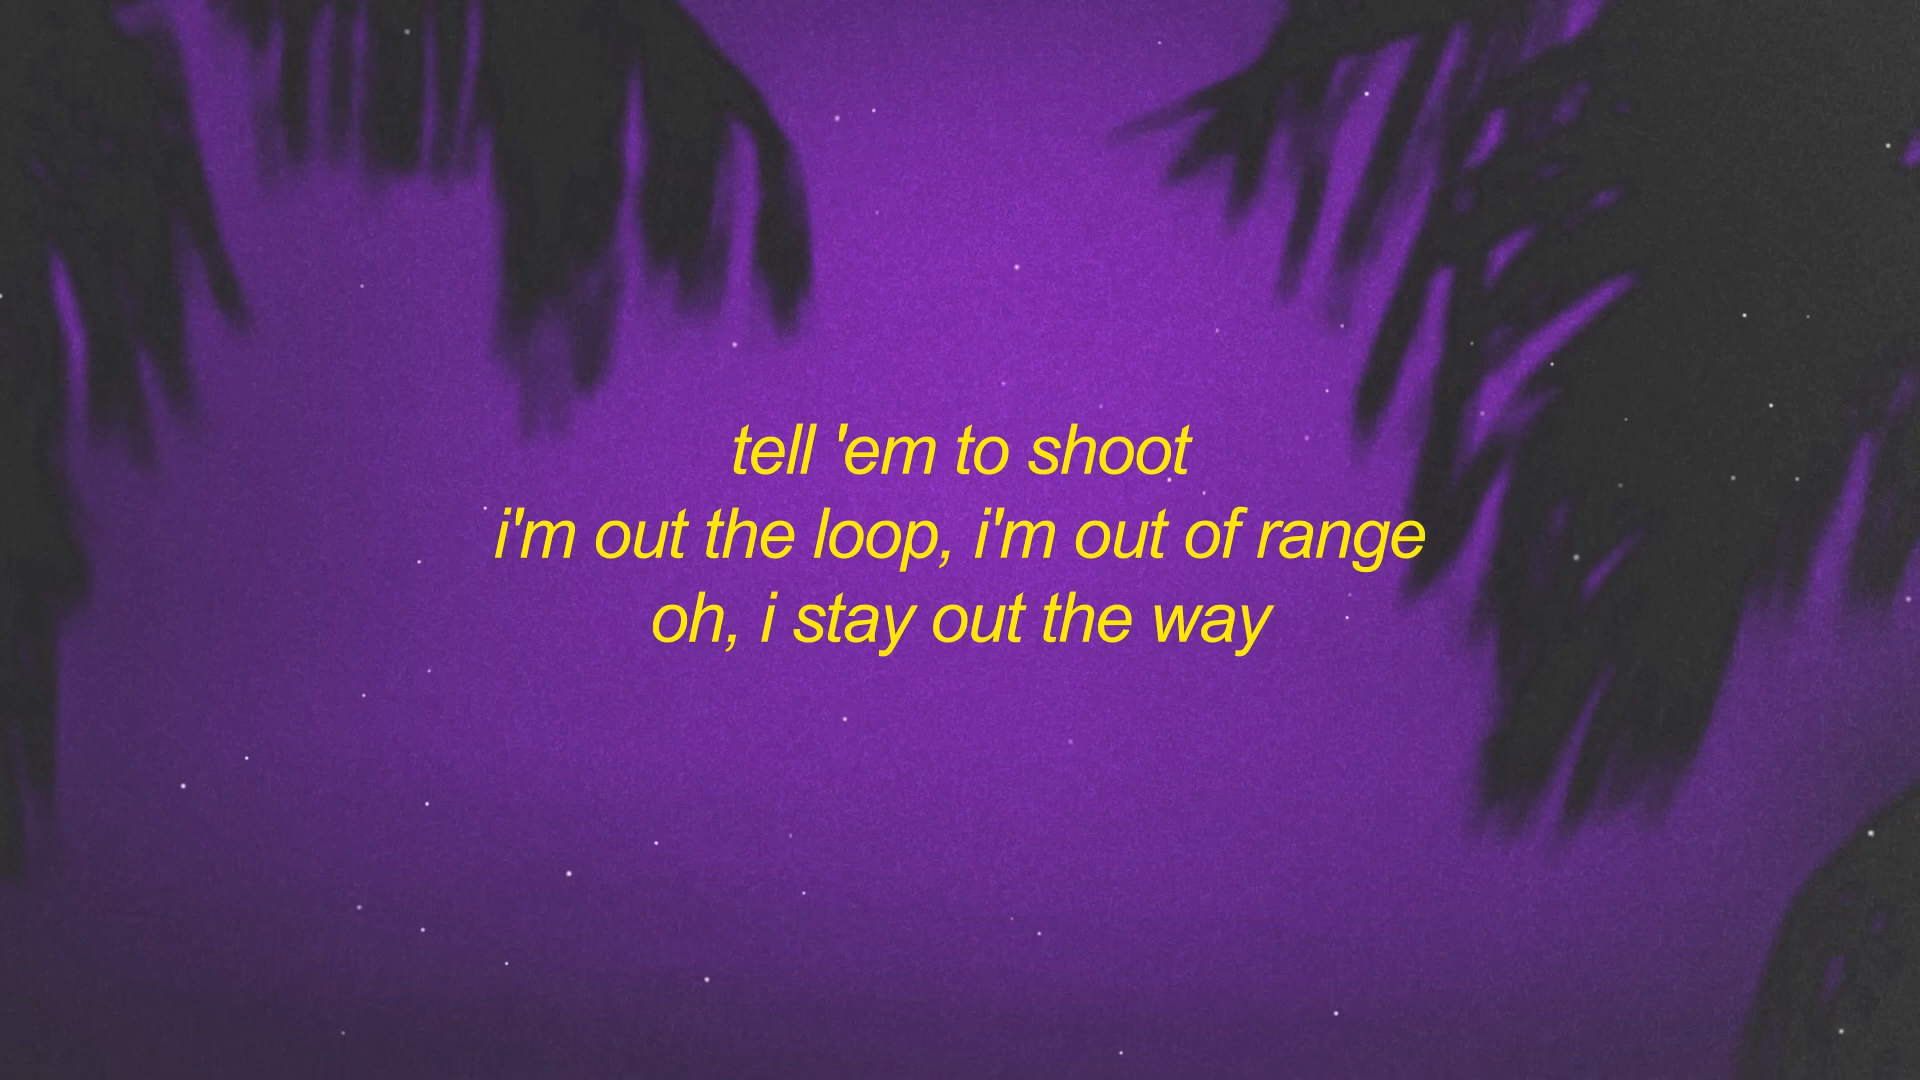 tell 'em to shoot
i'm out the loop, i'm out of range
oh, i stay out the way